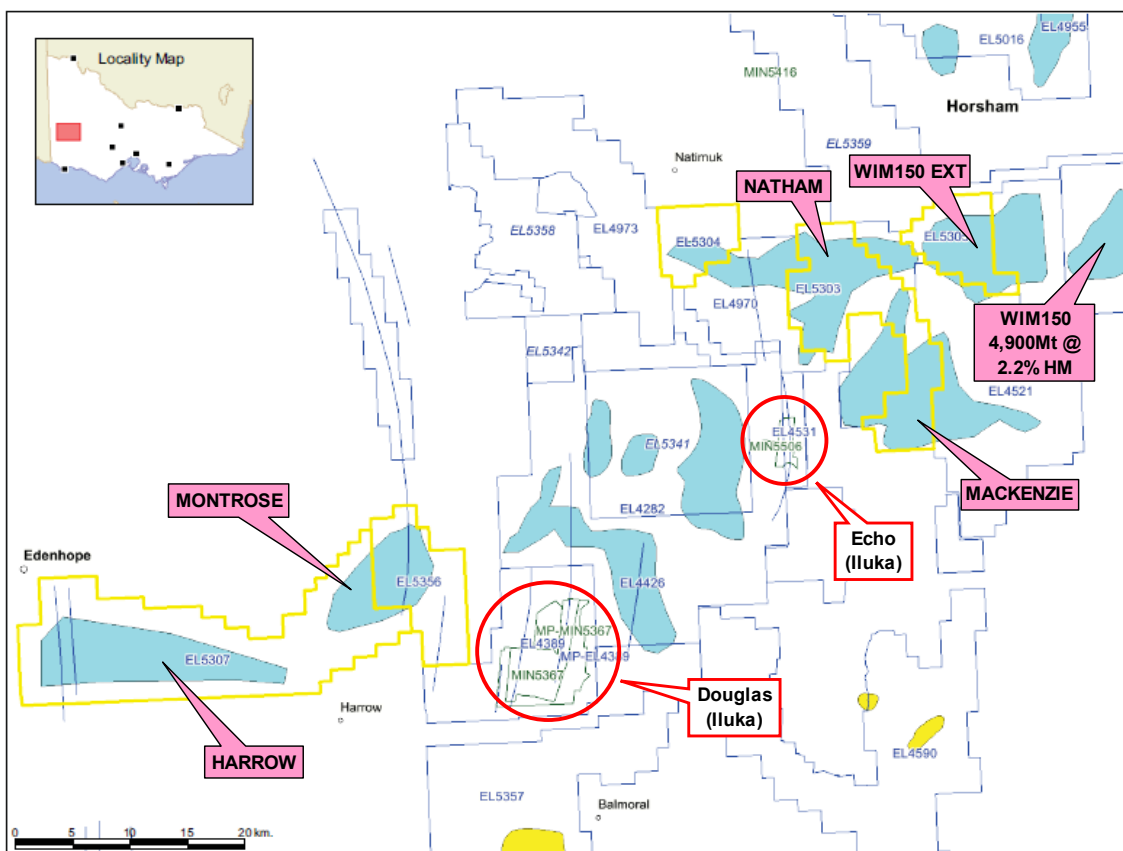 Locality Map
EL4955
EL5016
MIN5416
Horsham
EL5359
Natimuk
WIM150 EXT
NATHAM
EL5358
EL4973
EL5304
EL5303
EL4970
WIM150
4,900Mt @
2.2% HM
EL5342
EL4521
EL4531
EL5341
MIN5506
MACKENZIE
MONTROSE
EL4282
Echo
(Iluka)
Edenhope
EL5356
EL4426
MP-MIN5367
EL4389
MP-EL4389
EL5307
MIN5367
Douglas
(Iluka)
Harrow
HARROW
EL4590
EL5357
Balmoral
0 5 10 15 20 km.